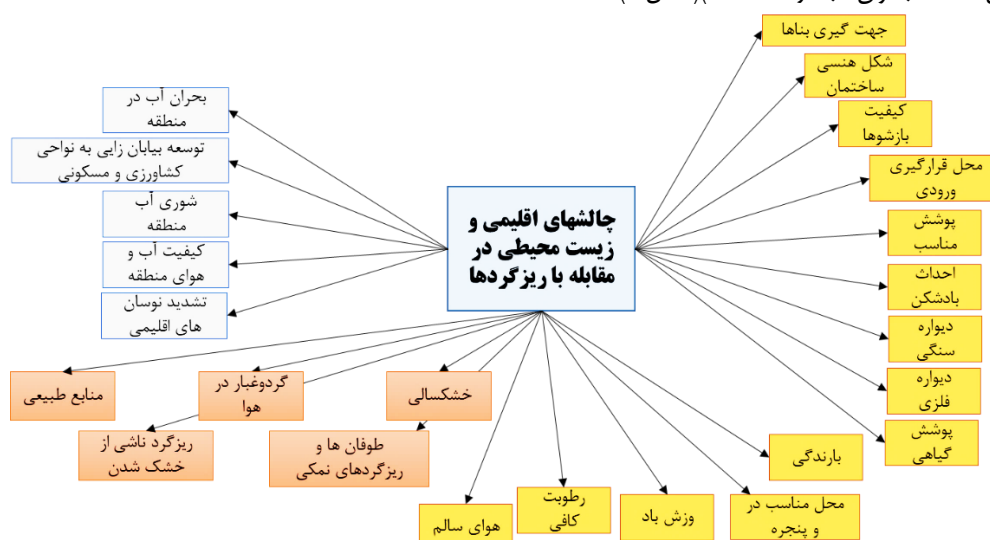 جهت گیری بناها
شکل هنسی
ساختمان
کیفیت
بازشوها
محل قرارگیری
ورودی
پوشش
مناسب
احداث
بادشکن
دیواره
سنگی
دیواره
فلزی
پوشش
گیاهی
بحران آب در
منطقه
توسعه بیابان زایی به نواحی
کشاورزی و مسکونی
شوری آب
منطقه
کیفیت آب و
هوای منطقه
تشدید نوسان
های اقلیمی
چالشهای اقلیمی و
زیست محیطی در
مقابله با ریزگردها
خشکسالی
گردوغبار در
هوا
منابع طبیعی
طوفان ها و
ریزگردهای نمکی
ریزگرد ناشی از
خشک شدن
بارندگی
محل مناسب در
و پنجره
وزش باد
رطوبت
کافی
هوای سالم